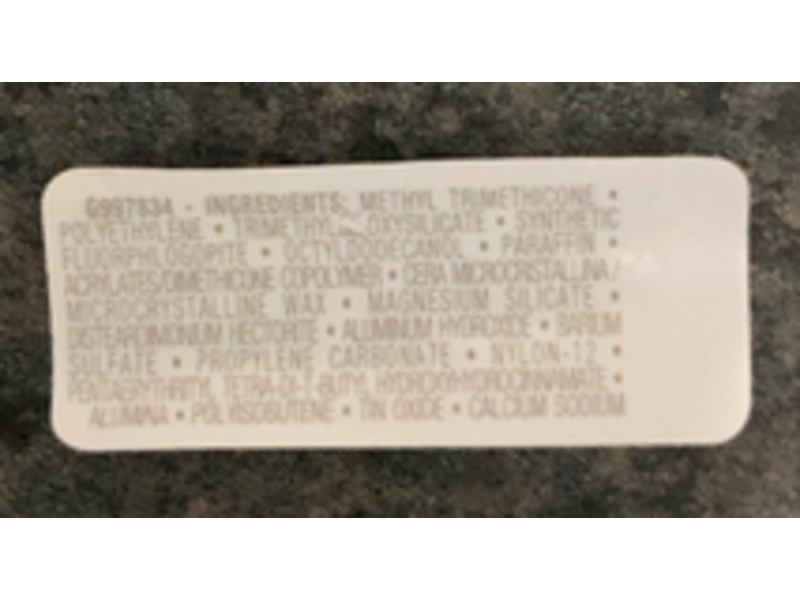 G997834 - INGREDIENTS: METHYL TRIMETHICONE •
POLYETHYLENE • TRIMETHYL OXYSILICATE • SYNTHETIC
FLUORPHLOGOPITE • OCTYLDODECANOL • PARAFFIN •
ACRYLATES/DIMETHICONE COPOLYMER • CERA MICROCRISTALLINA /
MICROCRYSTALLINE WAX • MAGNESIUM SILICATE •
DISTEARDIMONIUM HECTORITE • ALUMINUM HYDROXIDE • BARIUM
SULFATE • PROPYLENE CARBONATE • NYLON-12 •
PENTAERYTHRITYL TETRA-DI-T-BUTYL HYDROXYHYDROCINNAMATE •
ALUMINA • POLYISOBUTENE • TIN OXIDE • CALCIUM SODIUM